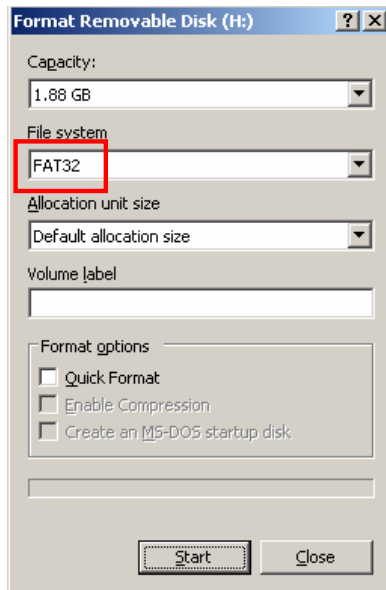 Format Removable Disk (H:)
Capacity:
1.88 GB
File system
FAT32
Allocation unit size
Default allocation size
Volume label
Format options
Quick Format
Enable Compression
Create an MS-DOS startup disk
Start
Close